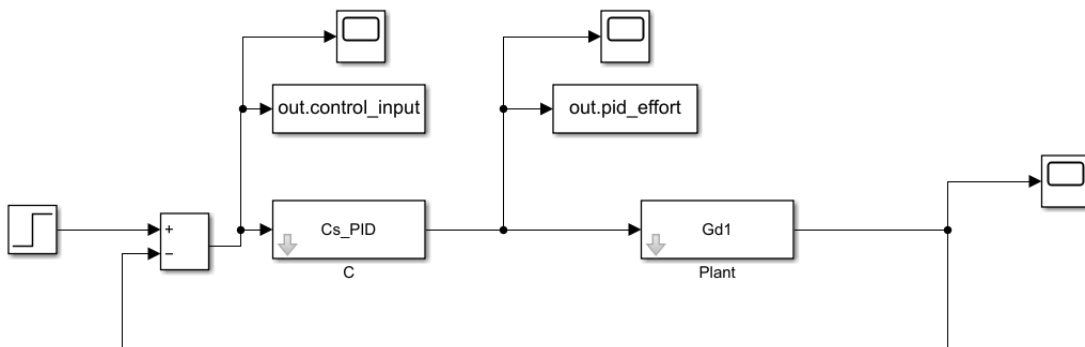 out.control_input
out.pid_effort
+
−
Cs_PID
C
Gd1
Plant